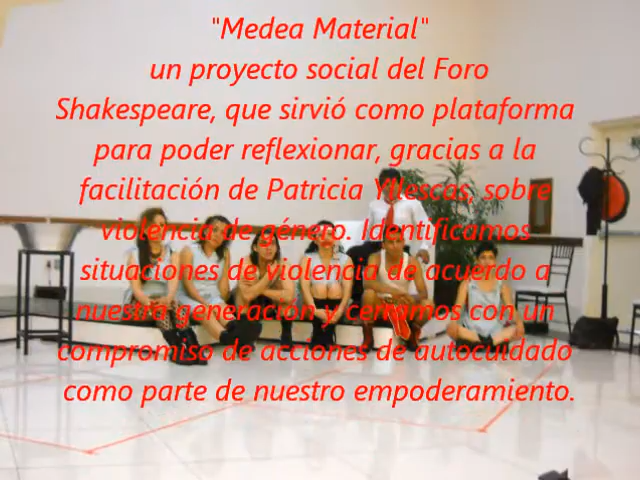 "Medea Material"
un proyecto social del Foro
Shakespeare, que sirvió como plataforma
para poder reflexionar, gracias a la
facilitación de Patricia Yllescas, sobre
violencia de género. Identificamos
situaciones de violencia de acuerdo a
nuestra generación y cerramos con un
compromiso de acciones de autocuidado
como parte de nuestro empoderamiento.